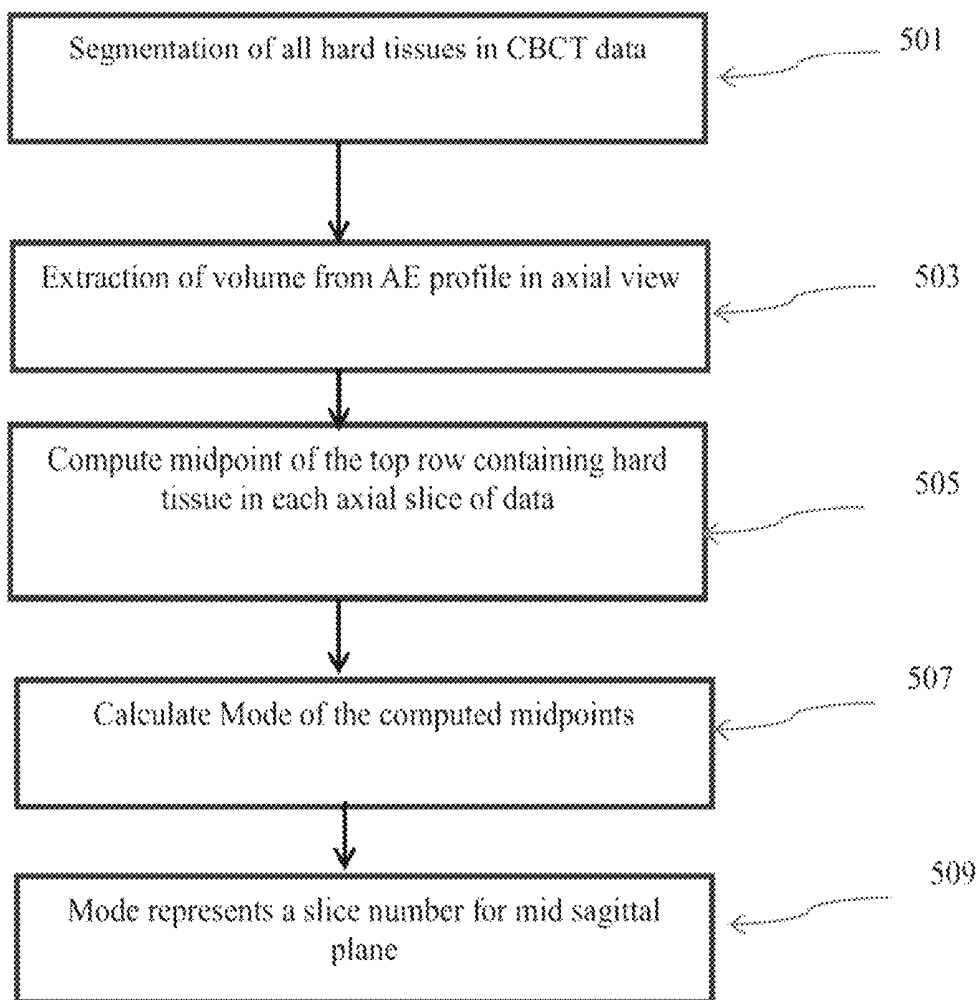 Segmentation of all hard tissues in CBCT data
501
Extraction of volume from AE profile in axial view
503
Compute midpoint of the top row containing hard
tissue in each axial slice of data
505
Calculate Mode of the computed midpoints
507
Mode represents a slice number for mid sagittal
plane
509